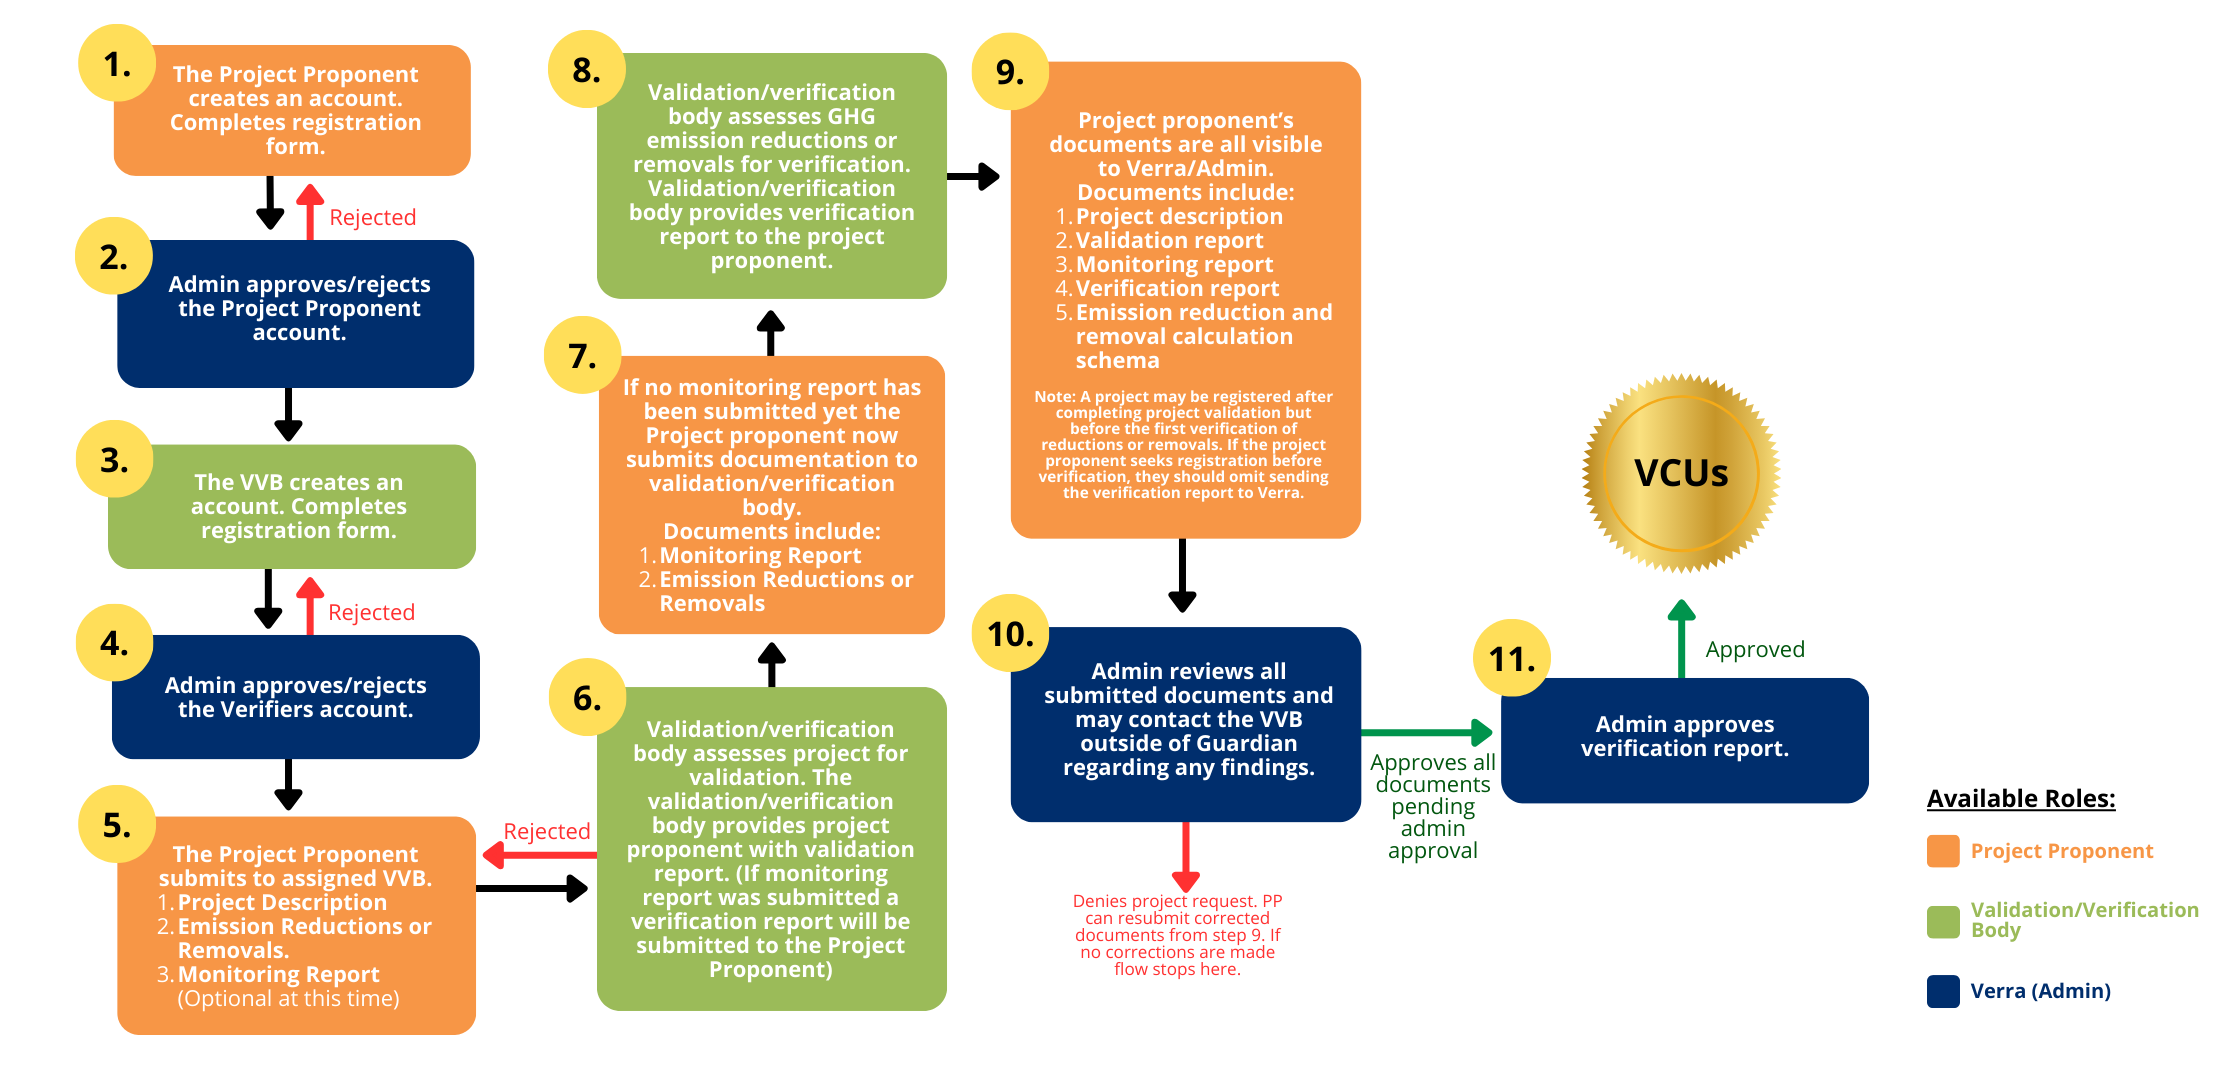 1.
The Project Proponent
creates an account.
Completes registration
form.
Rejected
2.
Admin approves/rejects
the Project Proponent
account.
3.
The VVB creates an
account. Completes
registration form.
Rejected
4.
Admin approves/rejects
the Verifiers account.
5.
The Project Proponent
submits to assigned VVB.
1. Project Description
2. Emission Reductions or
Removals.
3. Monitoring Report
(Optional at this time)
Rejected
6.
Validation/verification
body assesses project for
validation. The
validation/verification
body provides project
proponent with validation
report. (If monitoring
report was submitted a
verification report will be
submitted to the Project
Proponent)
7.
If no monitoring report has
been submitted yet the
Project proponent now
submits documentation to
validation/verification
body.
Documents include:
1. Monitoring Report
2. Emission Reductions or
Removals
8.
Validation/verification
body assesses GHG
emission reductions or
removals for verification.
Validation/verification
body provides verification
report to the project
proponent.
9.
Project proponent’s
documents are all visible
to Verra/Admin.
Documents include:
1. Project description
2. Validation report
3. Monitoring report
4. Verification report
5. Emission reduction and
removal calculation
schema
Note: A project may be registered after
completing project validation but
before the first verification of
reductions or removals. If the project
proponent seeks registration before
verification, they should omit sending
the verification report to Verra.
10.
Admin reviews all
submitted documents and
may contact the VVB
outside of Guardian
regarding any findings.
Denies project request. PP
can resubmit corrected
documents from step 9. If
no corrections are made
flow stops here.
Approves all
documents
pending
admin
approval
11.
Admin approves
verification report.
Approved
VCUs
Available Roles:
Project Proponent
Validation/Verification
Body
Verra (Admin)